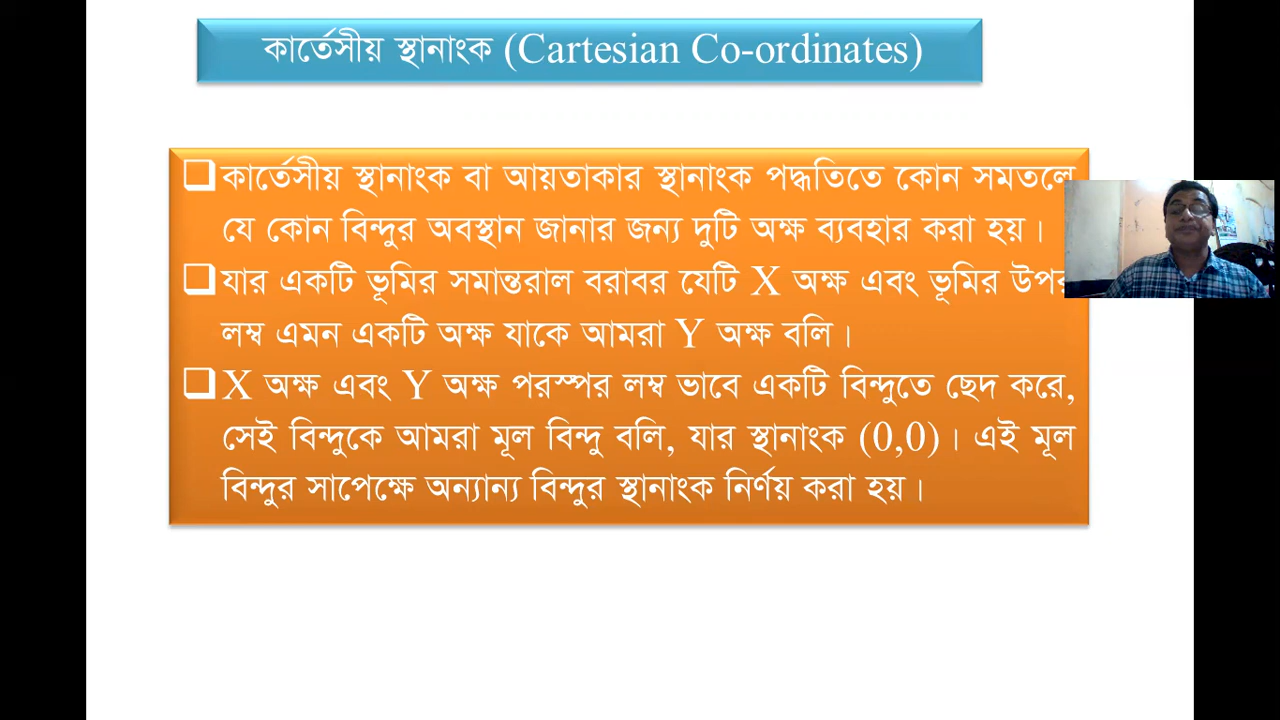 কার্তেসীয় স্থানাংক (Cartesian Co-ordinates)
কার্তেসীয় স্থানাংক বা আয়তাকার স্থানাংক পদ্ধতিতে কোন সমতলে
যে কোন বিন্দুর অবস্থান জানার জন্য দুটি অক্ষ ব্যবহার করা হয়।
যার একটি ভূমির সমান্তরাল বরাবর যেটি X অক্ষ এবং ভূমির উপর
লম্ব এমন একটি অক্ষ যাকে আমরা Y অক্ষ বলি।
X অক্ষ এবং Y অক্ষ পরস্পর লম্ব ভাবে একটি বিন্দুতে ছেদ করে,
সেই বিন্দুকে আমরা মূল বিন্দু বলি, যার স্থানাংক (0,0)। এই মূল
বিন্দুর সাপেক্ষে অন্যান্য বিন্দুর স্থানাংক নির্ণয় করা হয়।